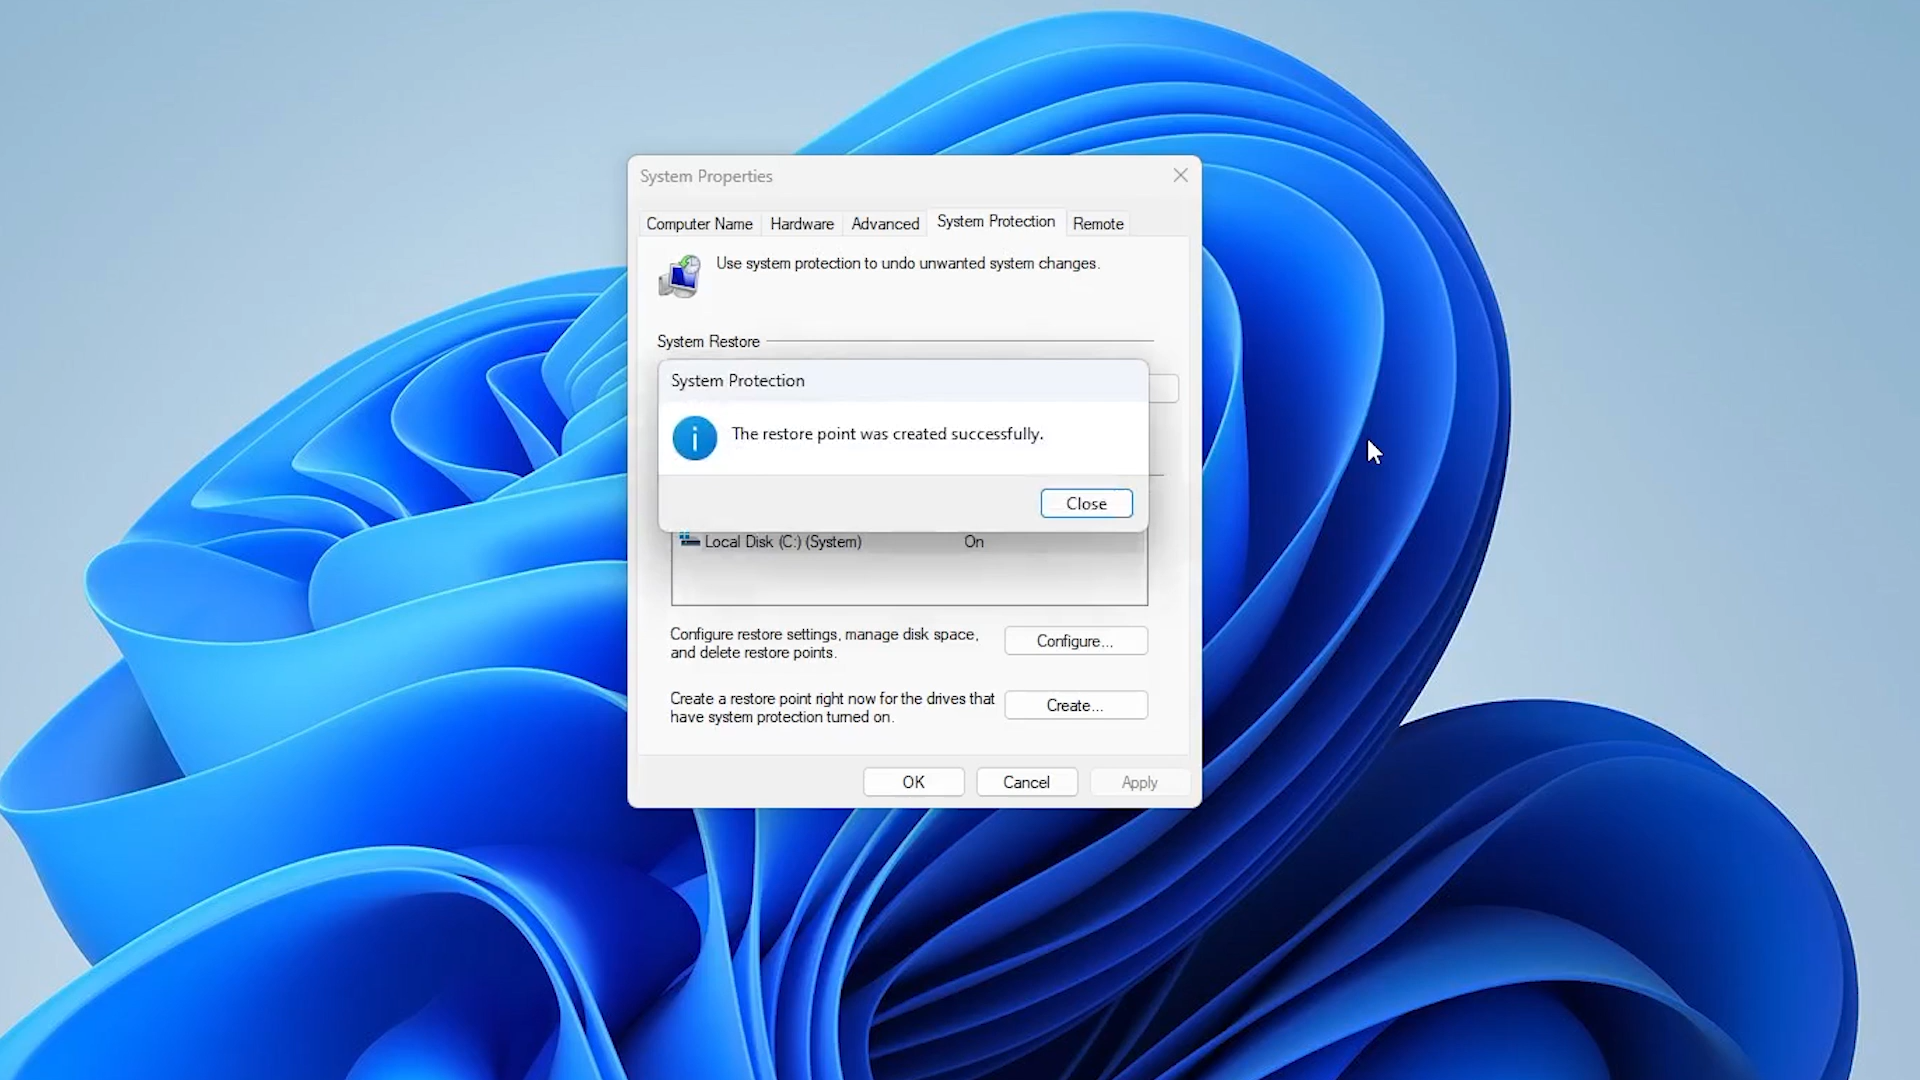 System Properties
Computer Name Hardware Advanced System Protection Remote
Use system protection to undo unwanted system changes.
System Restore
System Protection
The restore point was created successfully.
Close
Local Disk (C:) (System) On
Configure restore settings, manage disk space,
and delete restore points.
Configure...
Create a restore point right now for the drives that
have system protection turned on.
Create...
OK Cancel Apply